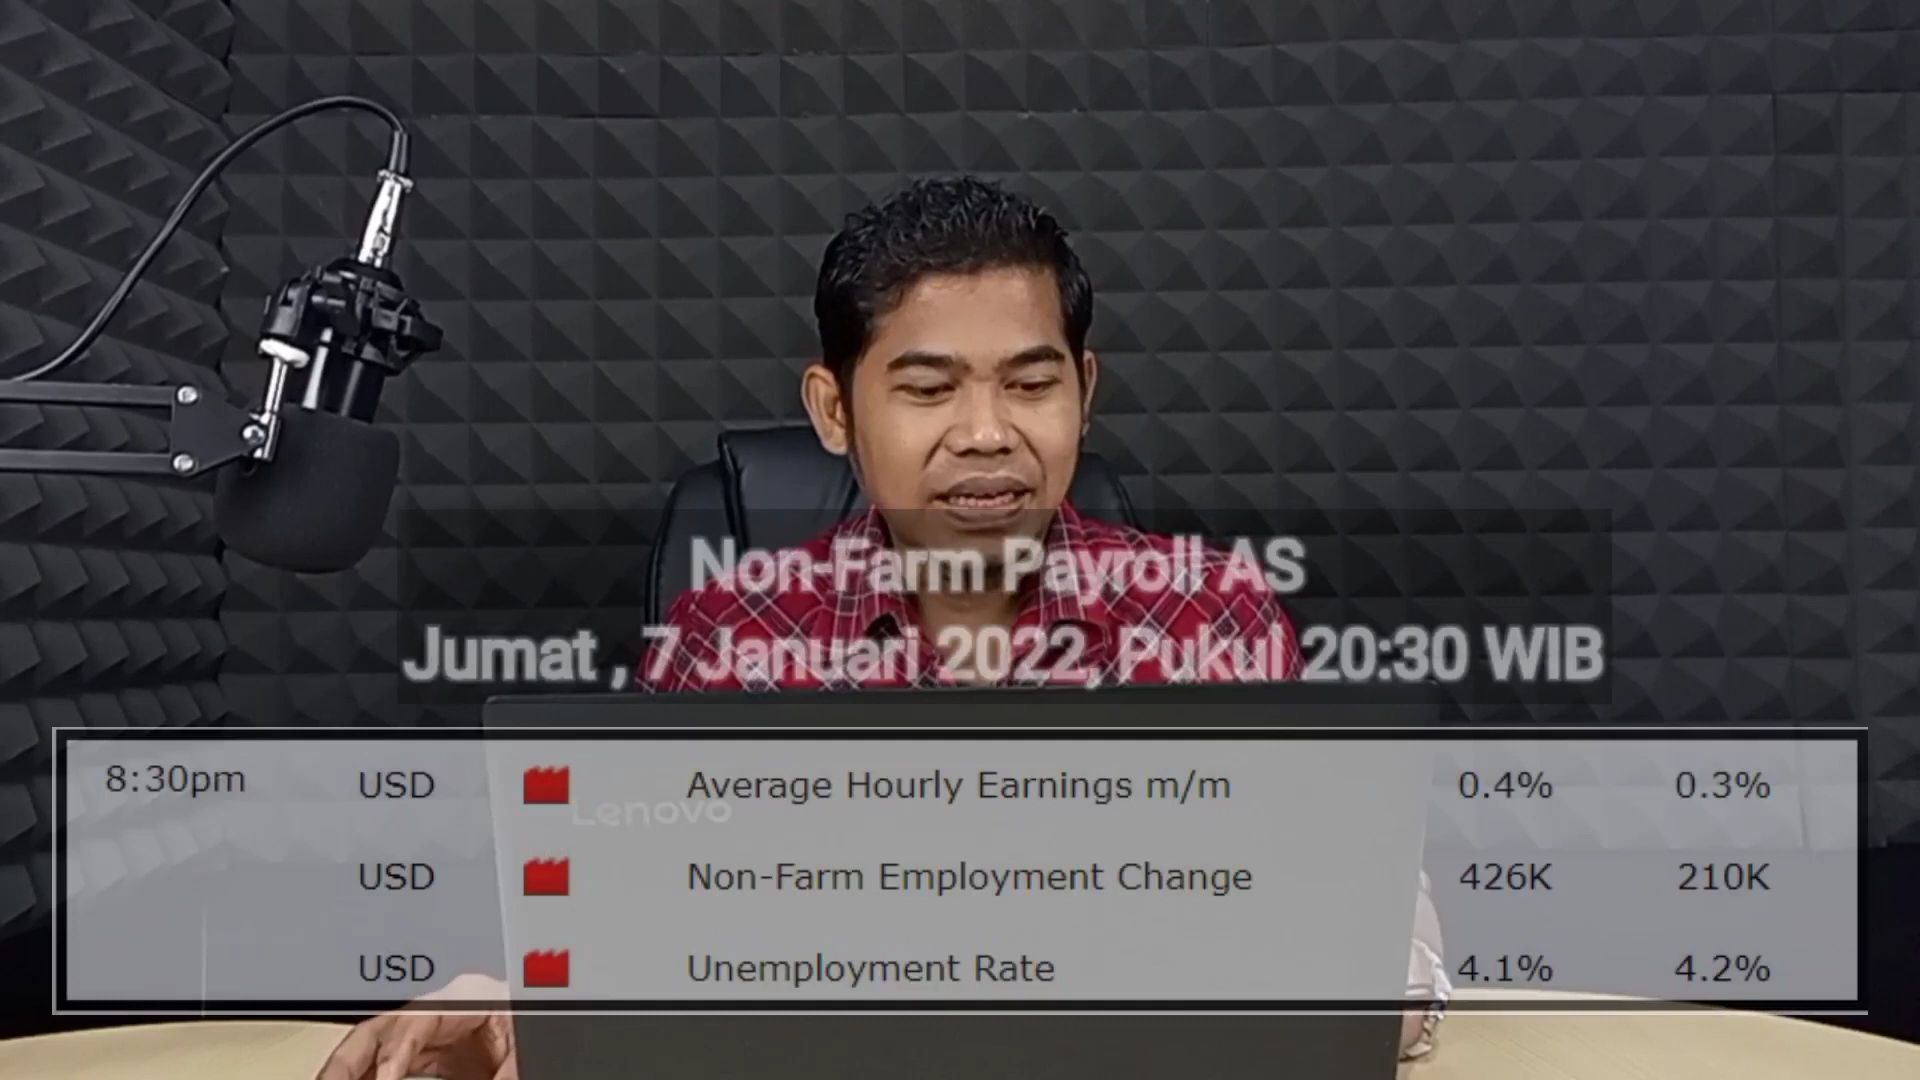 Non-Farm Payroll AS
Jumat , 7 Januari 2022, Pukul 20:30 WIB
8:30pm USD Average Hourly Earnings m/m 0.4% 0.3%
Lenovo
USD Non-Farm Employment Change 426K 210K
USD Unemployment Rate 4.1% 4.2%